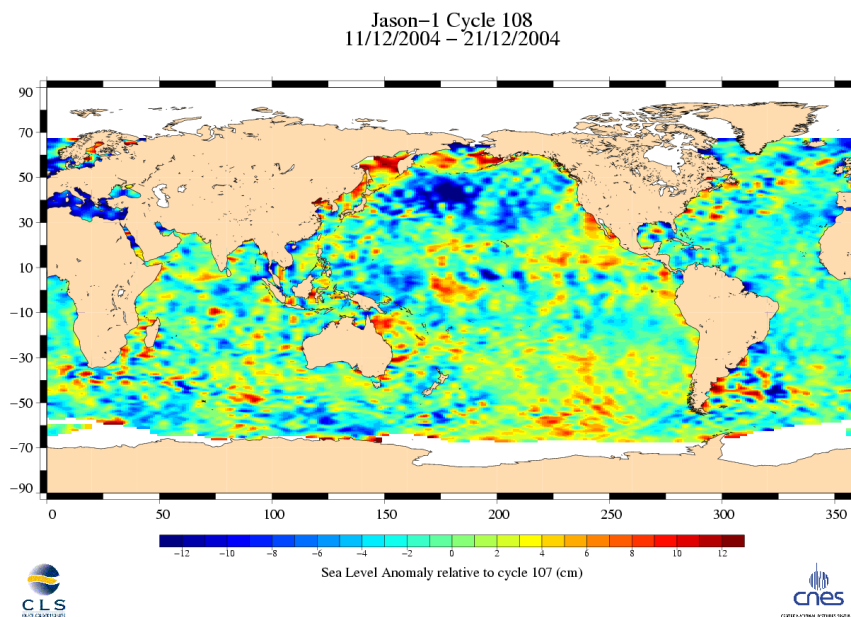 Jason−1 Cycle 108
11/12/2004 − 21/12/2004
90
70
50
30
10
−10
−30
−50
−70
−90
0 50 100 150 200 250 300 350
−12 −10 −8 −6 −4 −2 0 2 4 6 8 10 12
Sea Level Anomaly relative to cycle 107 (cm)
CLS
cnes